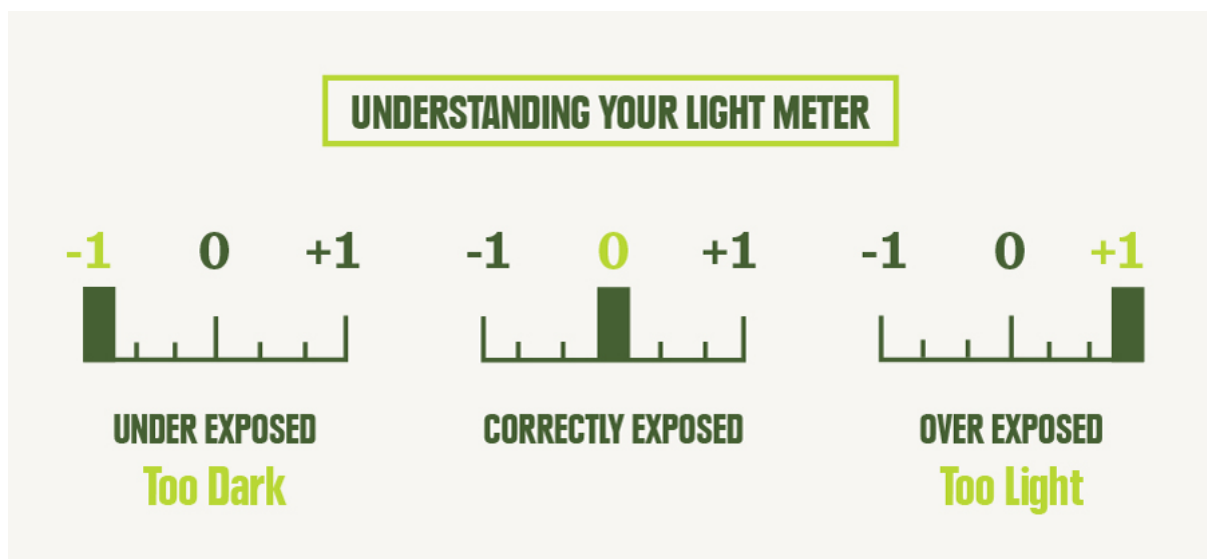 UNDERSTANDING YOUR LIGHT METER
-1 0 +1
-1 0 +1
-1 0 +1
UNDER EXPOSED
Too Dark
CORRECTLY EXPOSED
OVER EXPOSED
Too Light